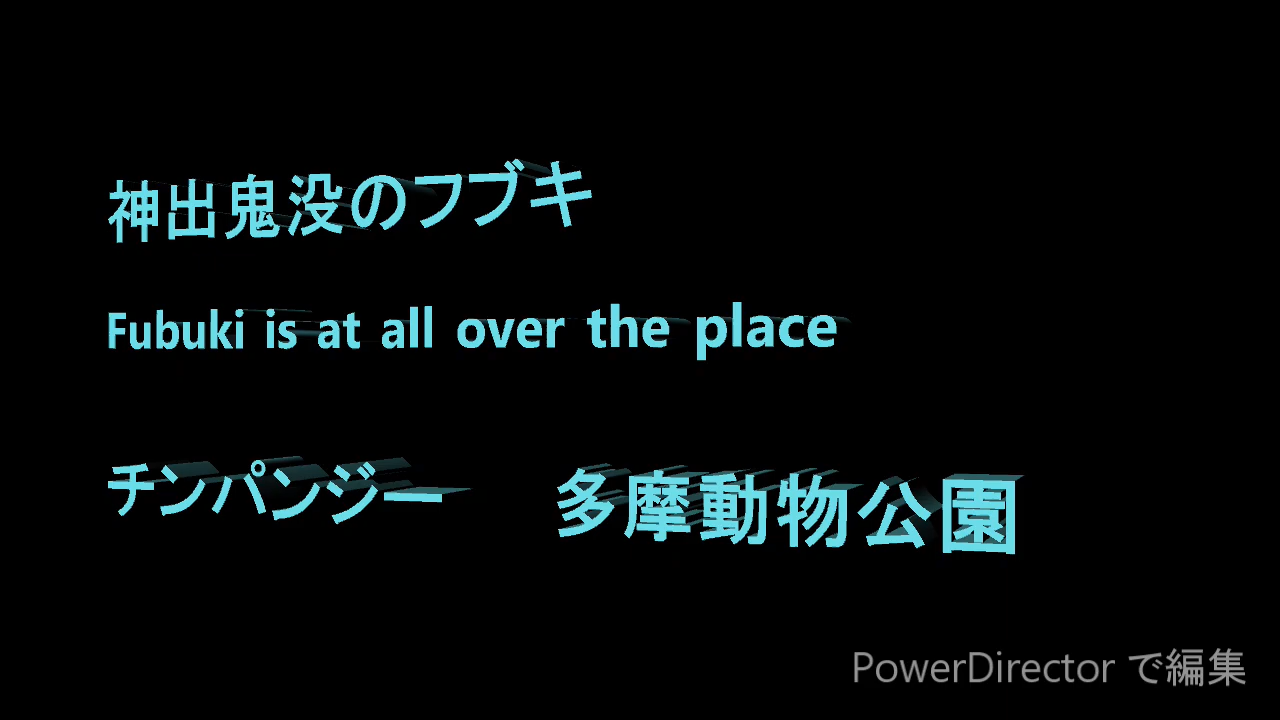 神出鬼没のフブキ
Fubuki is at all over the place
チンパンジー 多摩動物公園
PowerDirector で編集